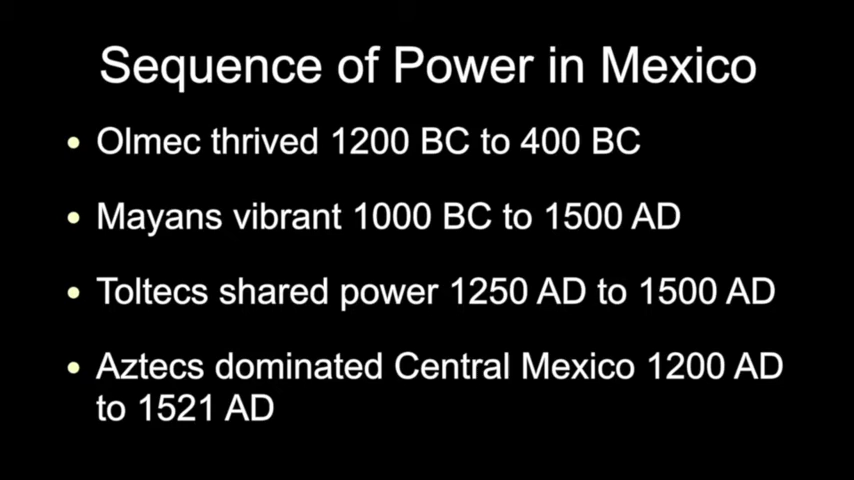 Sequence of Power in Mexico
• Olmec thrived 1200 BC to 400 BC
• Mayans vibrant 1000 BC to 1500 AD
• Toltecs shared power 1250 AD to 1500 AD
• Aztecs dominated Central Mexico 1200 AD
to 1521 AD